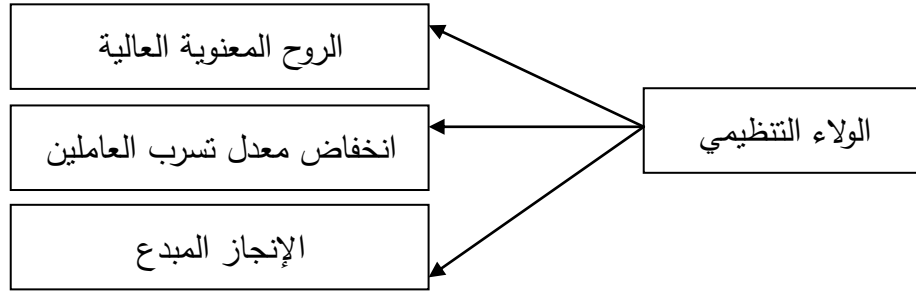 الولاء التنظيمي
الروح المعنوية العالية
انخفاض معدل تسرب العاملين
الإنجاز المبدع